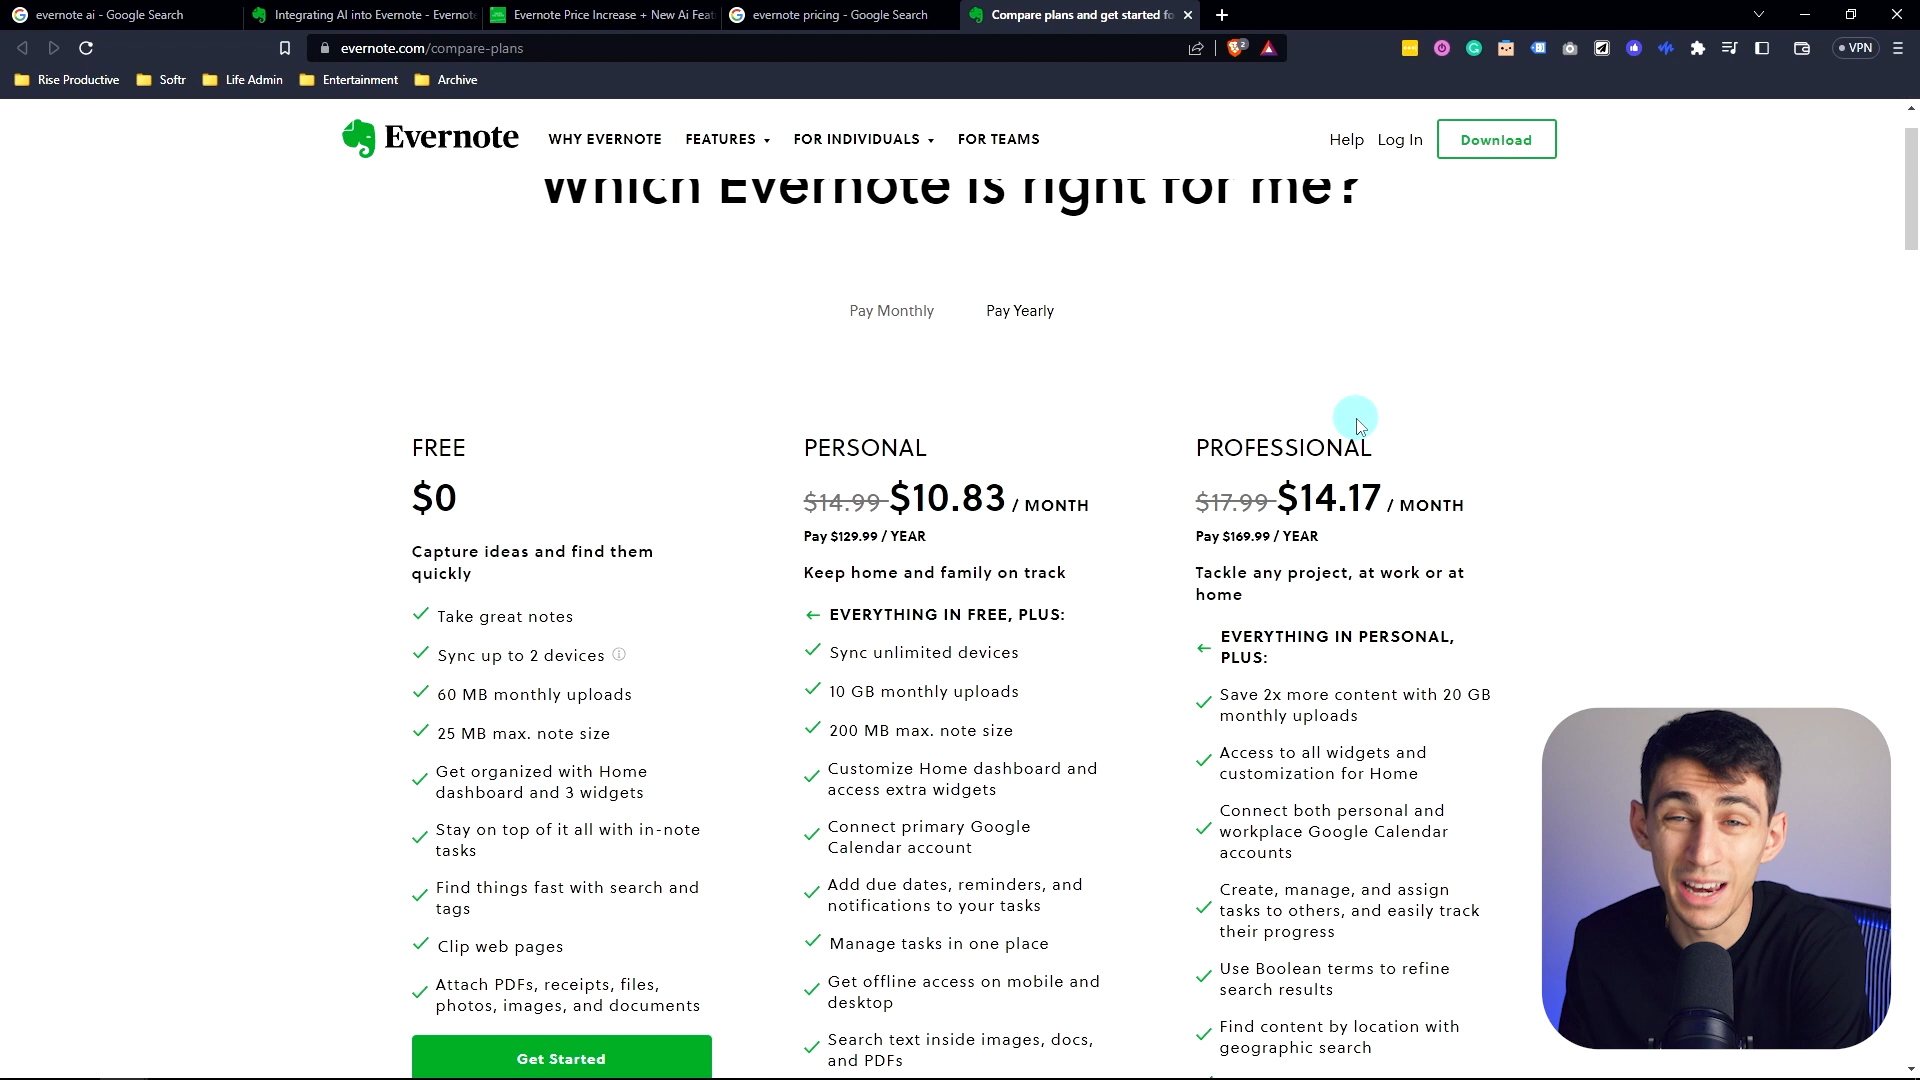 evernote ai - Google Search
Integrating AI into Evernote - Evernote
Evernote Price Increase + New Ai Feat
evernote pricing - Google Search
Compare plans and get started fo
evernote.com/compare-plans
2
VPN
Rise Productive
Softr
Life Admin
Entertainment
Archive
Evernote
WHY EVERNOTE
FEATURES
FOR INDIVIDUALS
FOR TEAMS
Help
Log In
Download
Which Evernote is right for me?
Pay Monthly
Pay Yearly
FREE
$0
Capture ideas and find them
quickly
Take great notes
Sync up to 2 devices
60 MB monthly uploads
25 MB max. note size
Get organized with Home
dashboard and 3 widgets
Stay on top of it all with in-note
tasks
Find things fast with search and
tags
Clip web pages
Attach PDFs, receipts, files,
photos, images, and documents
Get Started
PERSONAL
$14.99 $10.83 / MONTH
Pay $129.99 / YEAR
Keep home and family on track
← EVERYTHING IN FREE, PLUS:
Sync unlimited devices
10 GB monthly uploads
200 MB max. note size
Customize Home dashboard and
access extra widgets
Connect primary Google
Calendar account
Add due dates, reminders, and
notifications to your tasks
Manage tasks in one place
Get offline access on mobile and
desktop
Search text inside images, docs,
and PDFs
PROFESSIONAL
$17.99 $14.17 / MONTH
Pay $169.99 / YEAR
Tackle any project, at work or at
home
← EVERYTHING IN PERSONAL,
PLUS:
Save 2x more content with 20 GB
monthly uploads
Access to all widgets and
customization for Home
Connect both personal and
workplace Google Calendar
accounts
Create, manage, and assign
tasks to others, and easily track
their progress
Use Boolean terms to refine
search results
Find content by location with
geographic search